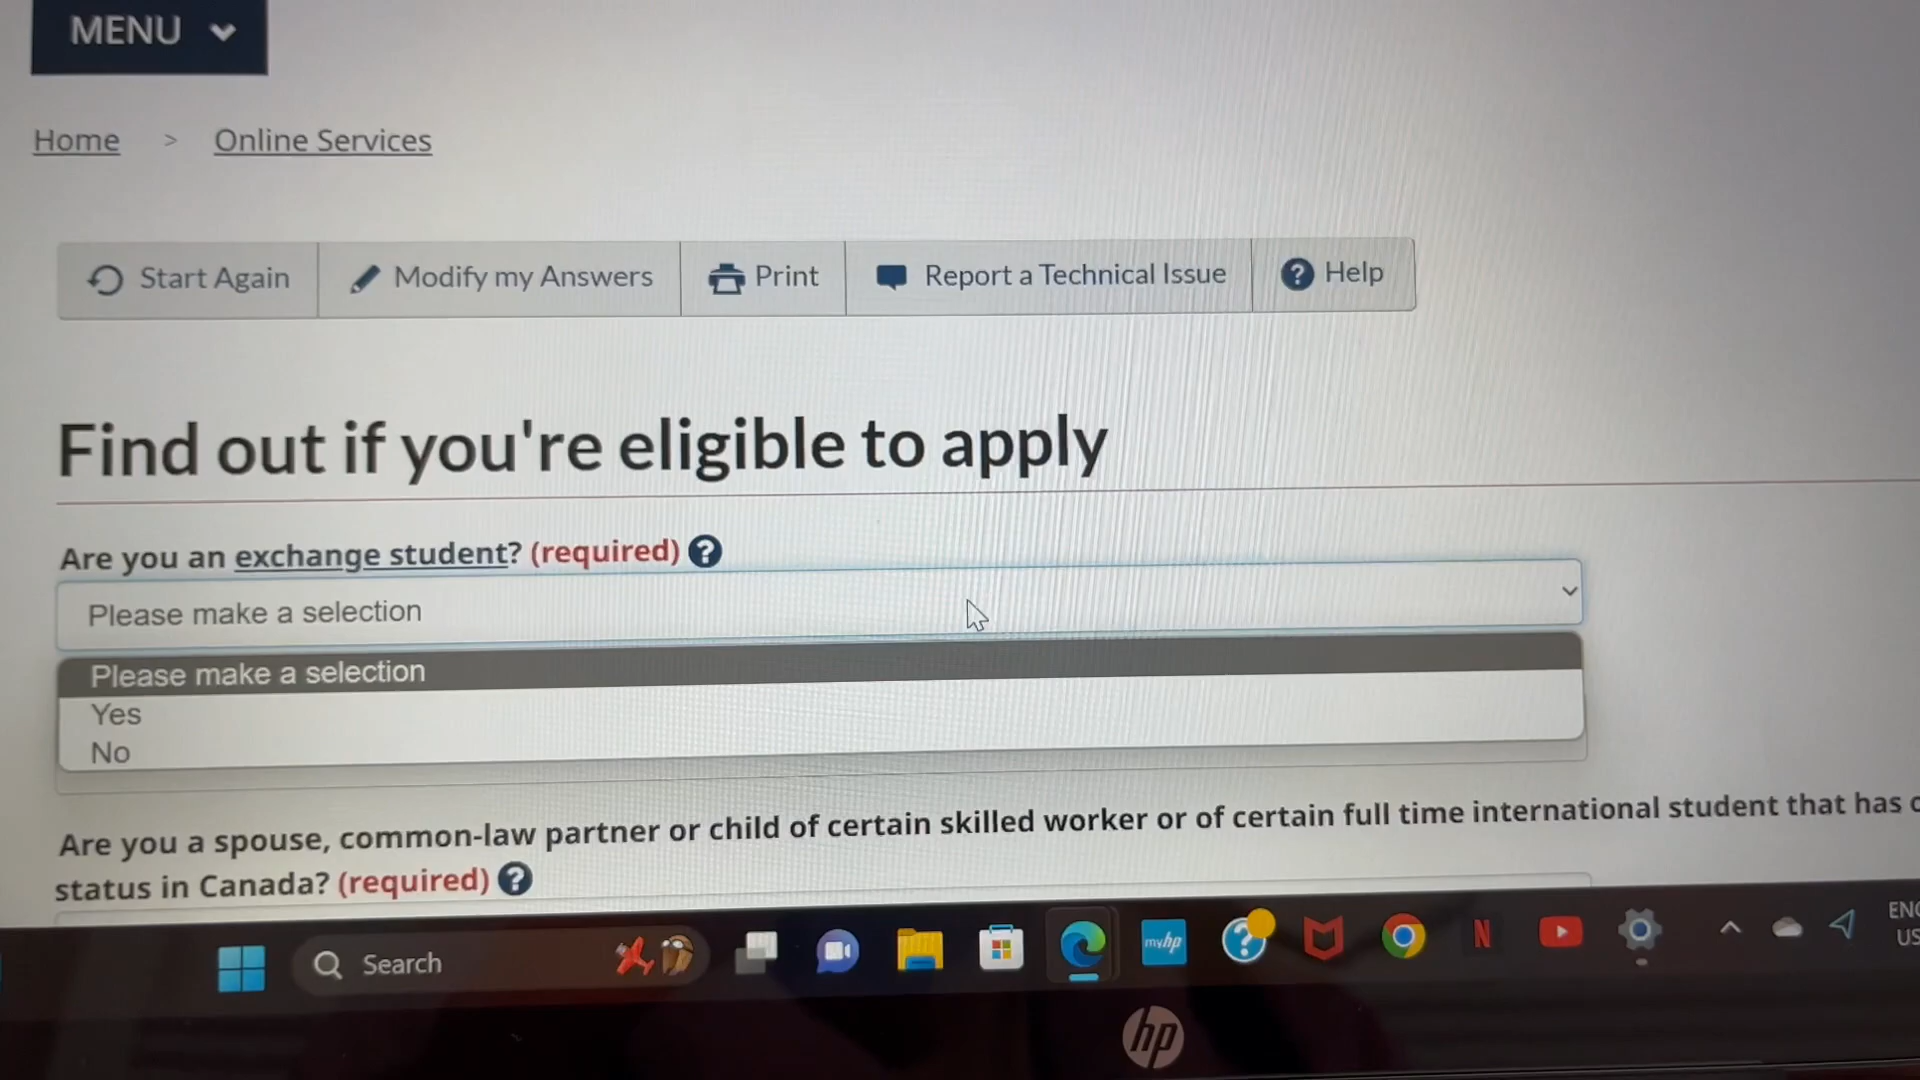 MENU
Home > Online Services
Start Again Modify my Answers Print Report a Technical Issue ? Help
Find out if you're eligible to apply
Are you an exchange student? (required) ?
Please make a selection
Please make a selection
Yes
No
Are you a spouse, common-law partner or child of certain skilled worker or of certain full time international student that has
status in Canada? (required) ?
Search myhp ? N ENG
US
hp